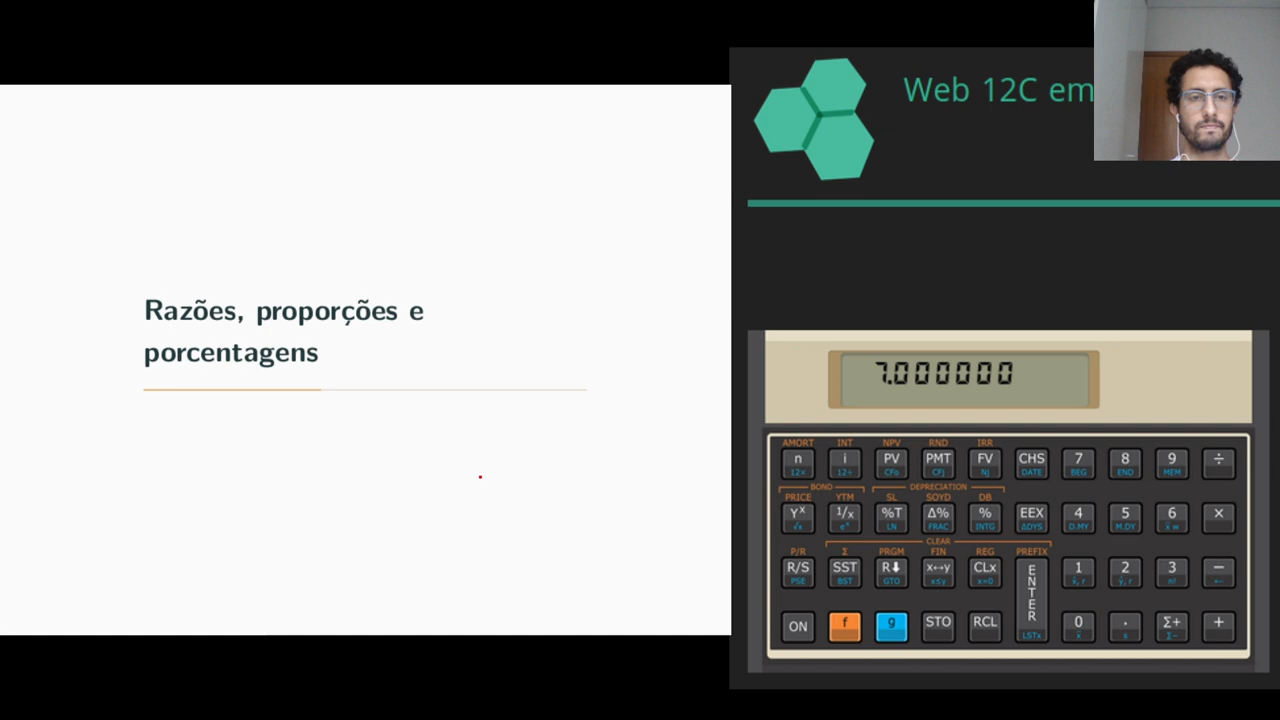 Razões, proporções e
porcentagens
Web 12C em
7.000000
AMORT INT NPV RND IRR
n i PV PMT FV CHS 7 8 9 ÷
12× 12÷ CFo CFj Nj DATE BEG END MEM
BOND DEPRECIATION
PRICE YTM SL SOYD DB
Yˣ 1/x %T Δ% % EEX 4 5 6 ×
√x eˣ LN FRAC INTG ΔDYS D.MY M.DY x̄ w
CLEAR
P/R Σ PRGM FIN REG PREFIX
R/S SST R⬇ x↔y CLx ENTER 1 2 3 −
PSE BST GTO x≤y x=0 x̂, r ŷ, r n!
ON f g STO RCL 0 . Σ+ +
LSTx x̄ s Σ−